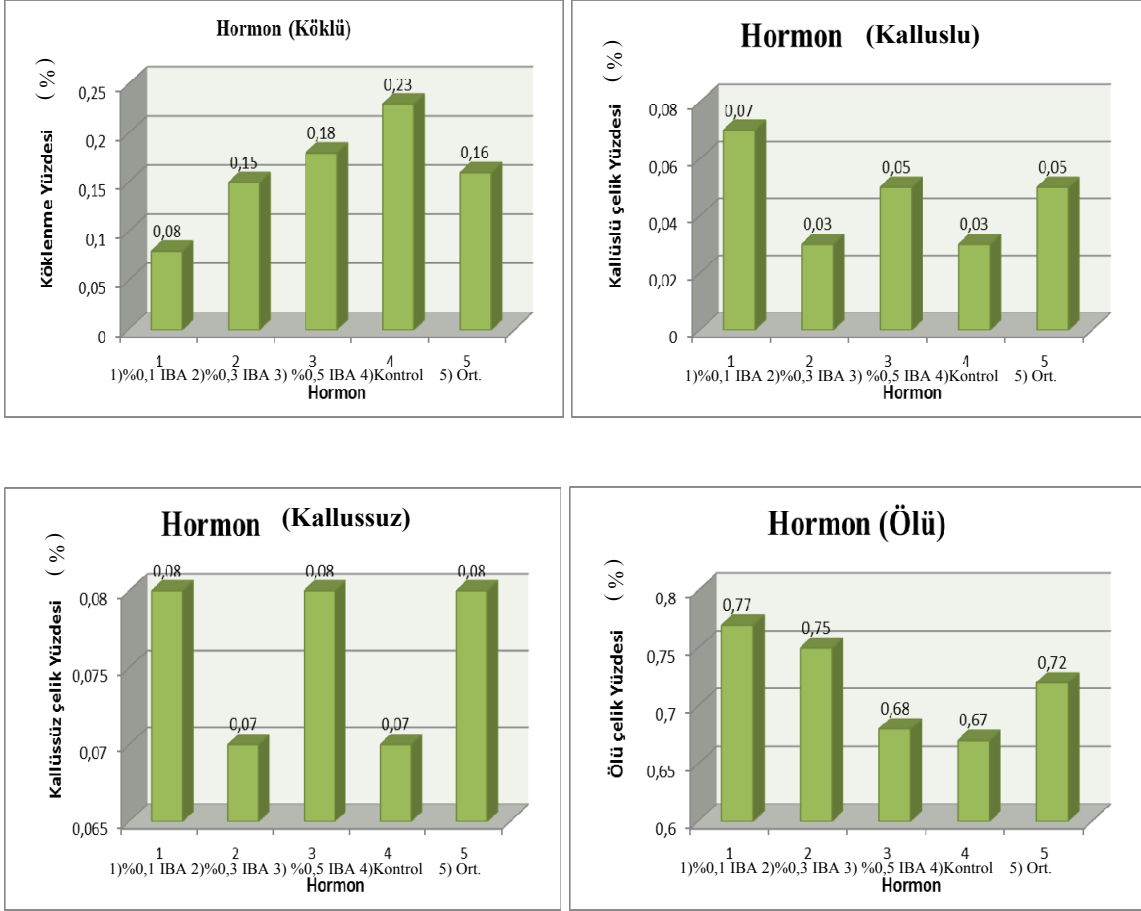 Hormon (Köklü)
Köklenme Yüzdesi ( % )
0,25
0,2
0,15
0,1
0,05
0
0,08
0,15
0,18
0,23
0,16
1 2 3 4 5
1)%0,1 IBA 2)%0,3 IBA 3) %0,5 IBA 4)Kontrol 5) Ort.
Hormon
Hormon (Kalluslu)
Kallüslü çelik Yüzdesi ( % )
0,08
0,06
0,04
0,02
0
0,07
0,03
0,05
0,03
0,05
1 2 3 4 5
1)%0,1 IBA 2)%0,3 IBA 3) %0,5 IBA 4)Kontrol 5) Ort.
Hormon
Hormon (Kallussuz)
Kallüssüz çelik Yüzdesi ( % )
0,08
0,075
0,07
0,065
0,08
0,07
0,08
0,07
0,08
1 2 3 4 5
1)%0,1 IBA 2)%0,3 IBA 3) %0,5 IBA 4)Kontrol 5) Ort.
Hormon
Hormon (Ölü)
Ölü çelik Yüzdesi ( % )
0,8
0,75
0,7
0,65
0,6
0,77
0,75
0,68
0,67
0,72
1 2 3 4 5
1)%0,1 IBA 2)%0,3 IBA 3) %0,5 IBA 4)Kontrol 5) Ort.
Hormon